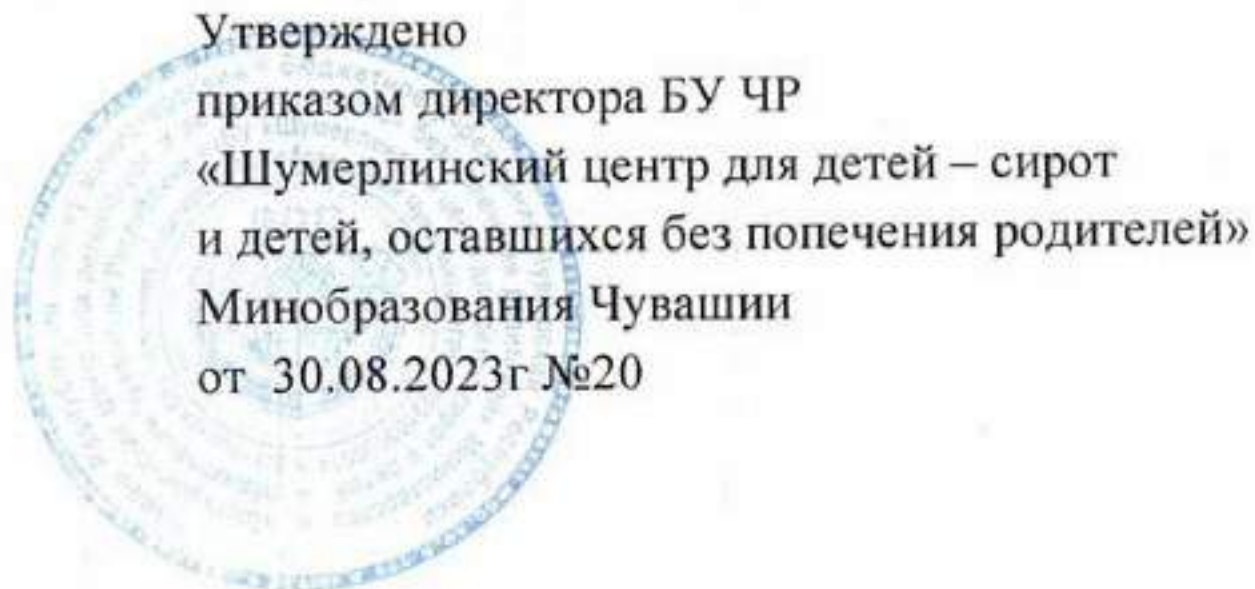 Утверждено
приказом директора БУ ЧР
«Шумерлинский центр для детей – сирот
и детей, оставшихся без попечения родителей»
Минобразования Чувашии
от 30.08.2023г №20